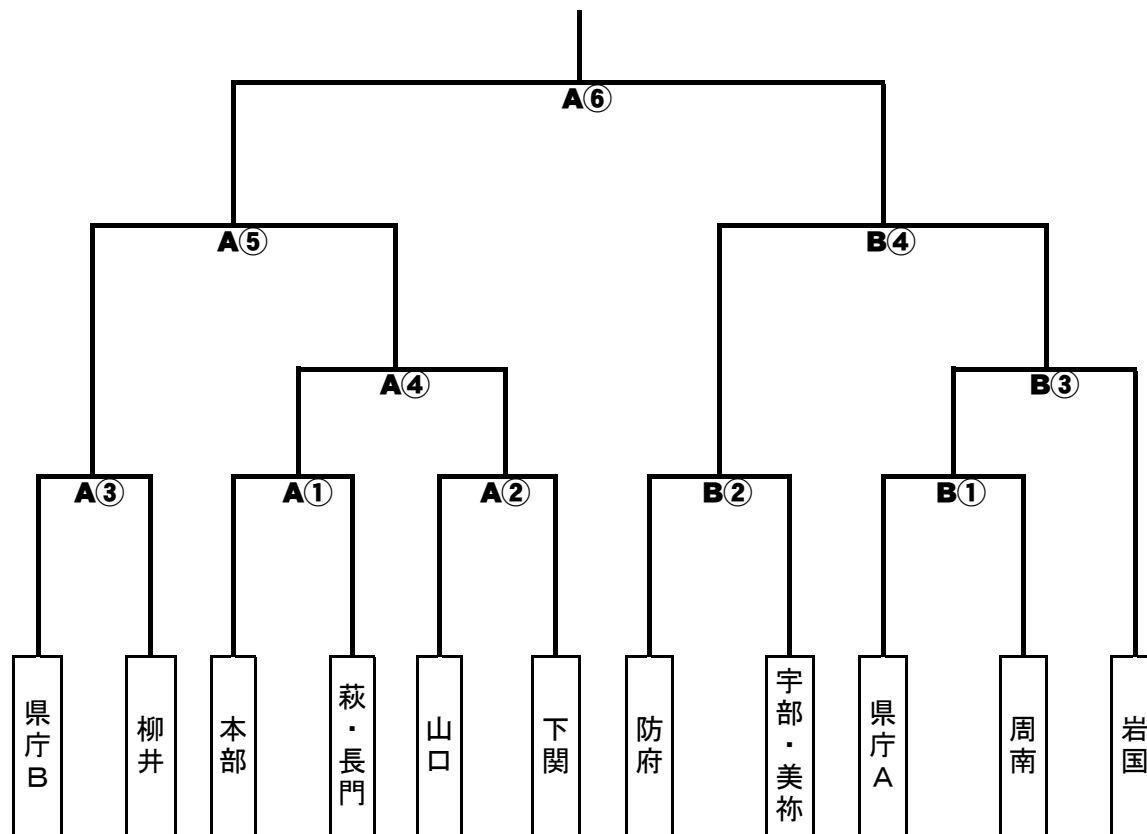 A⑥
A⑤
B④
A④
B③
A③
A①
A②
B②
B①
県庁B
柳井
本部
萩・長門
山口
下関
防府
宇部・美祢
県庁A
周南
岩国